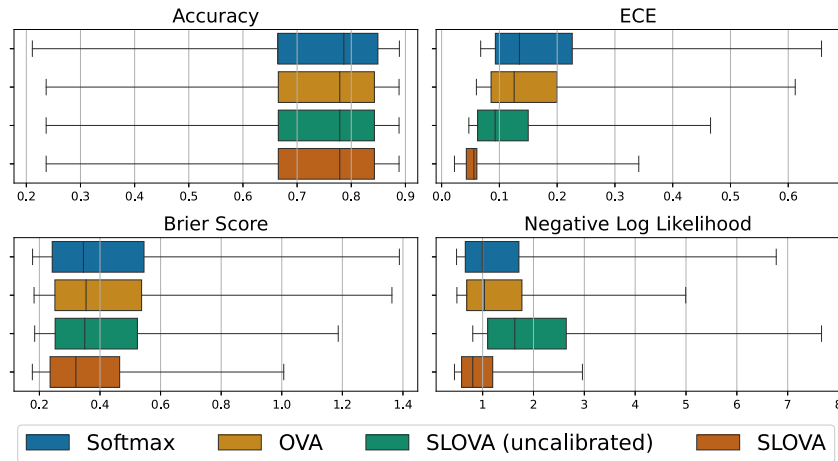 Accuracy
ECE
0.2 0.3 0.4 0.5 0.6 0.7 0.8 0.9
0.0 0.1 0.2 0.3 0.4 0.5 0.6
Brier Score
Negative Log Likelihood
0.2 0.4 0.6 0.8 1.0 1.2 1.4
1 2 3 4 5 6 7 8
Softmax OVA SLOVA (uncalibrated) SLOVA